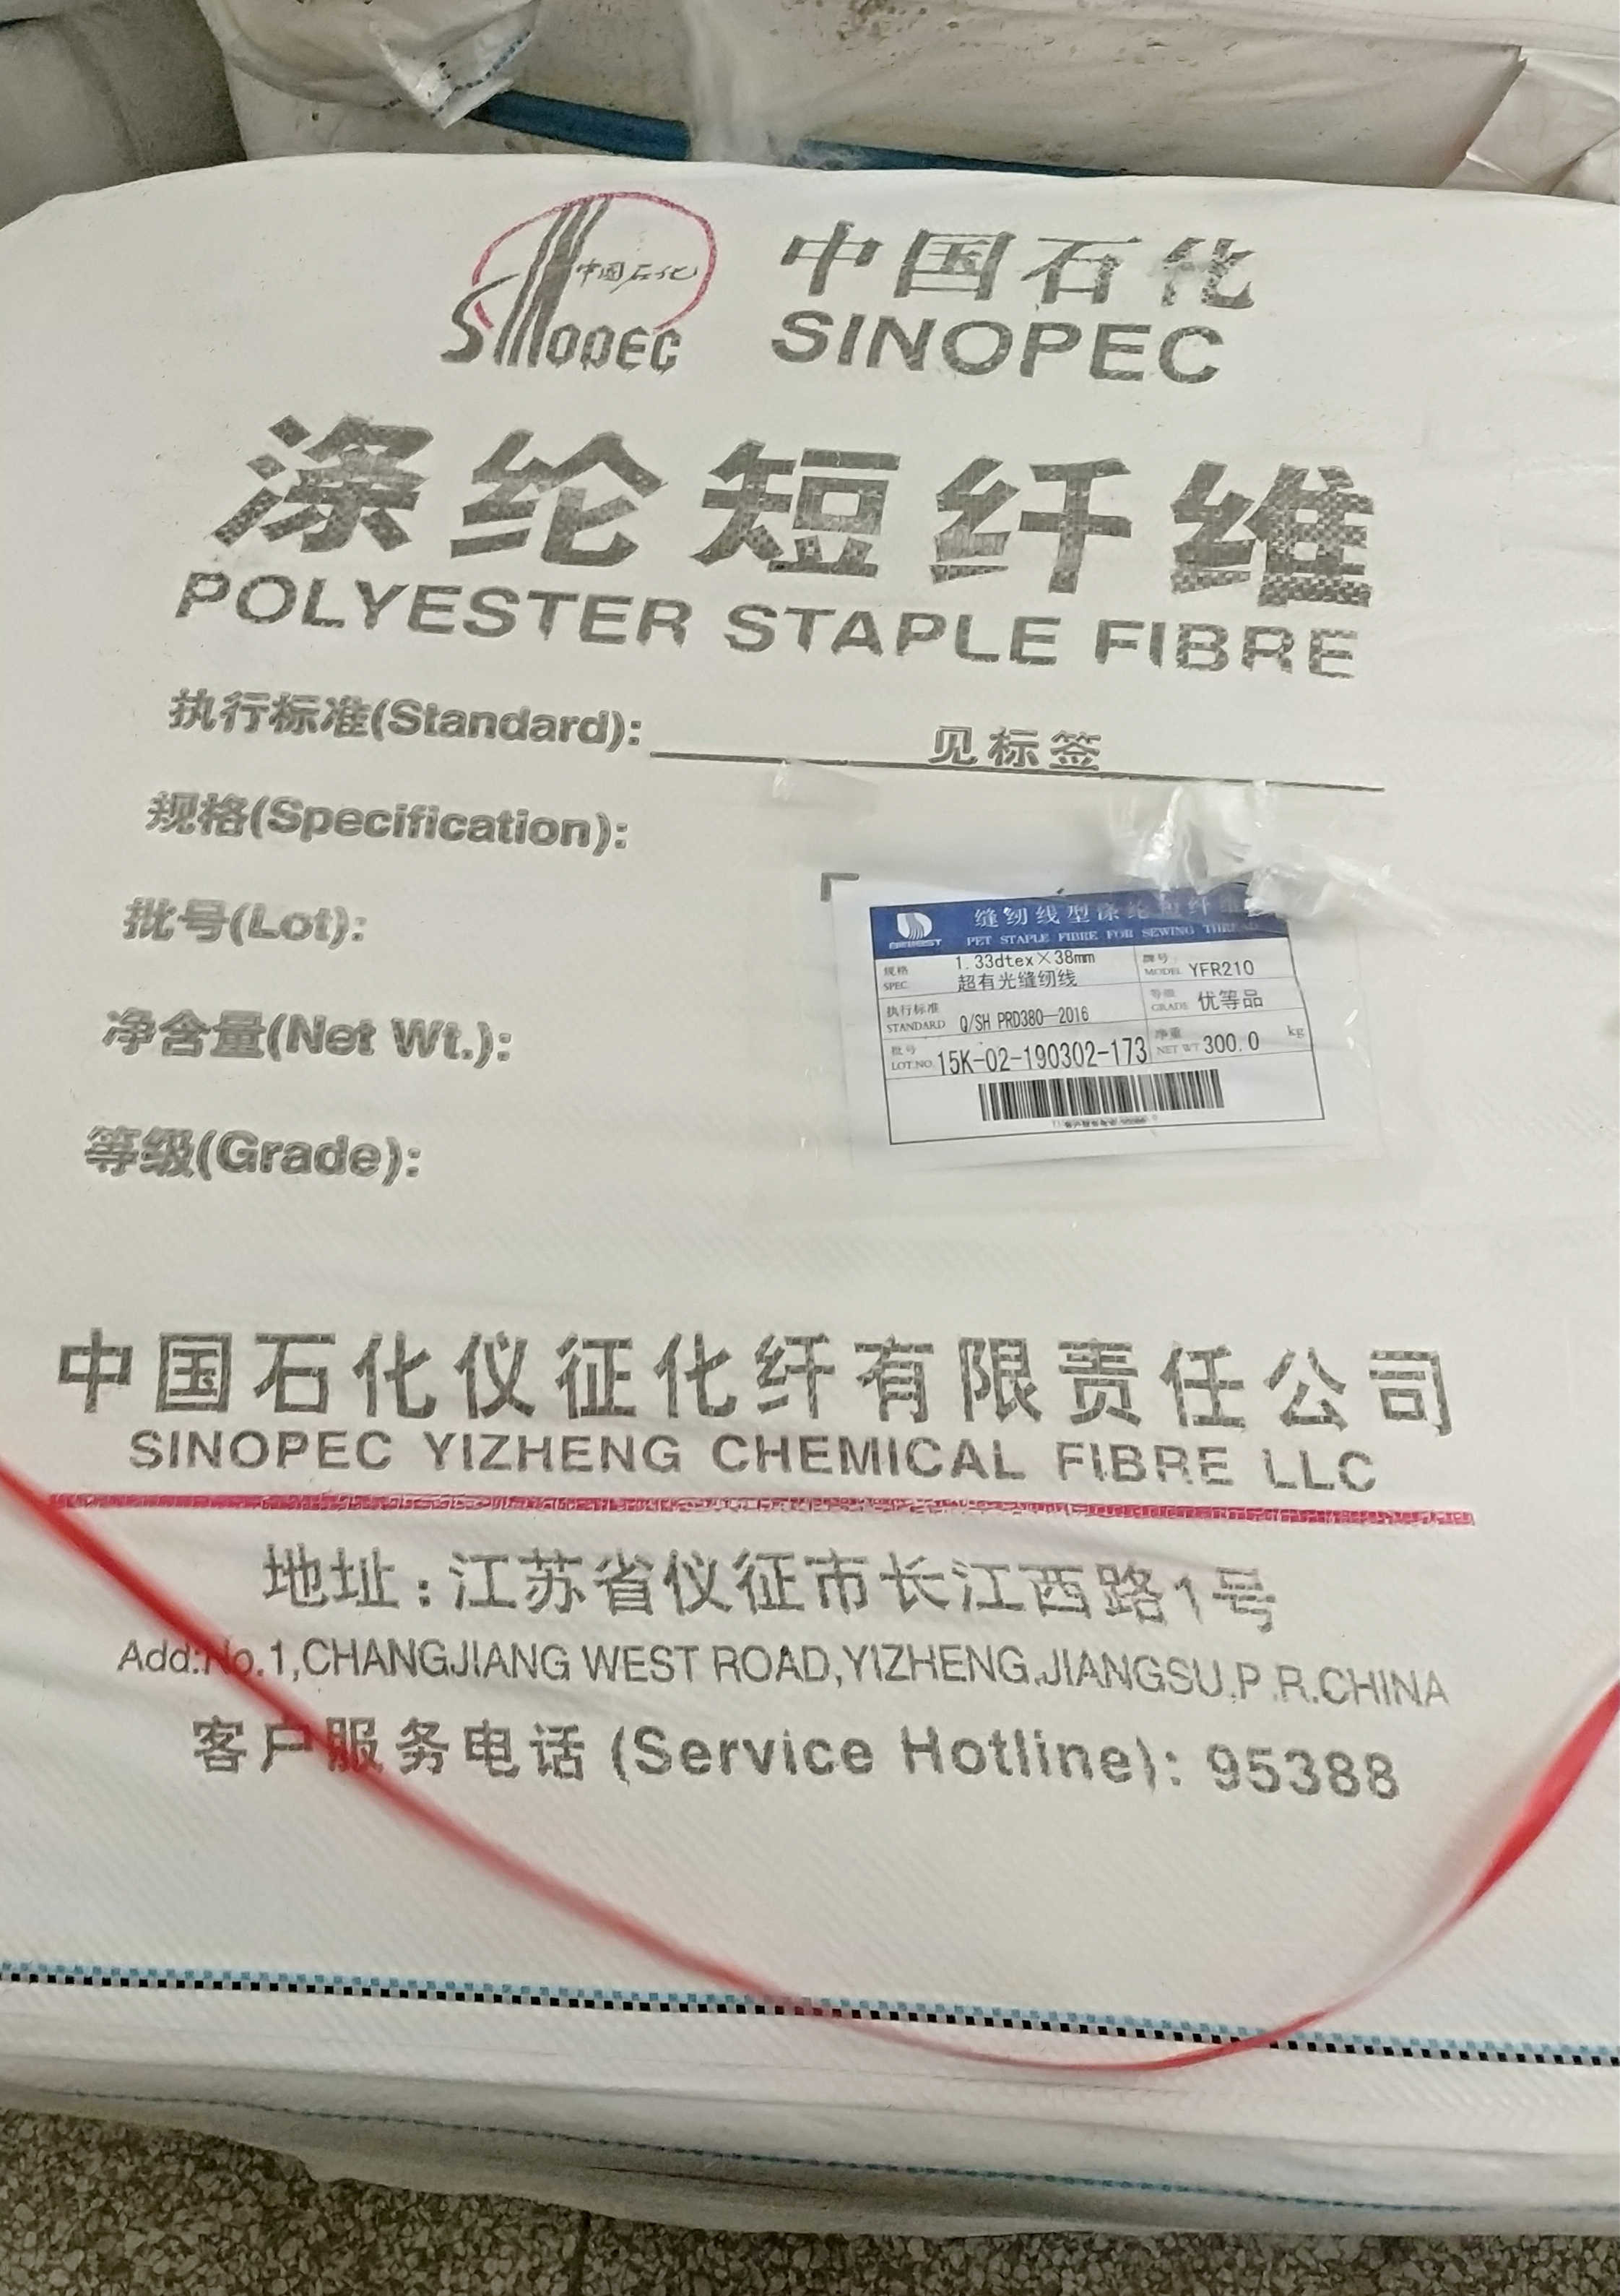 中国石化
SINOPEC
中国石化
SINOPEC
涤纶短纤维
POLYESTER STAPLE FIBRE
执行标准(Standard): 见标签
规格(Specification):
批号(Lot):
净含量(Net Wt.):
等级(Grade):
缝纫线型涤纶短纤维
PET STAPLE FIBRE FOR SEWING THREAD
规格 SPEC 1.33dtex×38mm 超有光缝纫线
牌号 MODEL YFR210
执行标准 STANDARD Q/SH PRD380—2016
等级 GRADE 优等品
批号 LOT.NO. 15K-02-190302-173
净重 NET WT 300.0 kg
中国石化仪征化纤有限责任公司
SINOPEC YIZHENG CHEMICAL FIBRE LLC
地址:江苏省仪征市长江西路1号
Add:No.1,CHANGJIANG WEST ROAD,YIZHENG,JIANGSU,P.R.CHINA
客户服务电话(Service Hotline): 95388